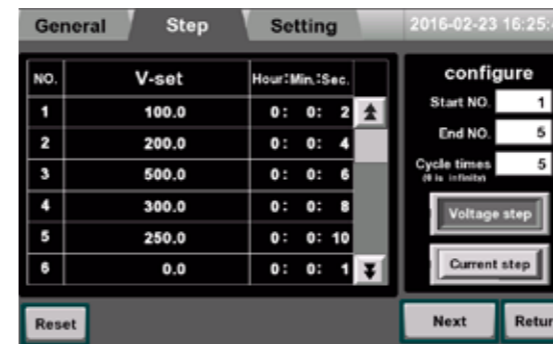 General Step Setting 2016-02-23 16:25:
NO. V-set Hour:Min.:Sec.
1 100.0 0: 0: 2
2 200.0 0: 0: 4
3 500.0 0: 0: 6
4 300.0 0: 0: 8
5 250.0 0: 0: 10
6 0.0 0: 0: 1
configure
Start NO. 1
End NO. 5
Cycle times 5
(0 is infinity)
Voltage step
Current step
Reset Next Retur